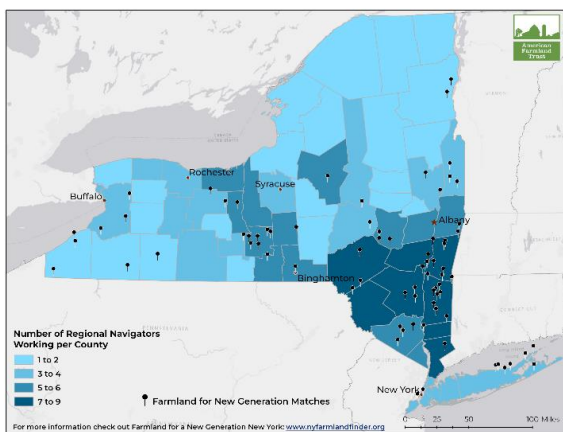 American
Farmland
Trust
Rochester
Buffalo
Syracuse
Albany
Binghamton
Number of Regional Navigators
Working per County
1 to 2
3 to 4
5 to 6
7 to 9
Farmland for New Generation Matches
New York
0
100 Miles
For more information check out Farmland for a New Generation New York: www.nyfarmlandfinder.org